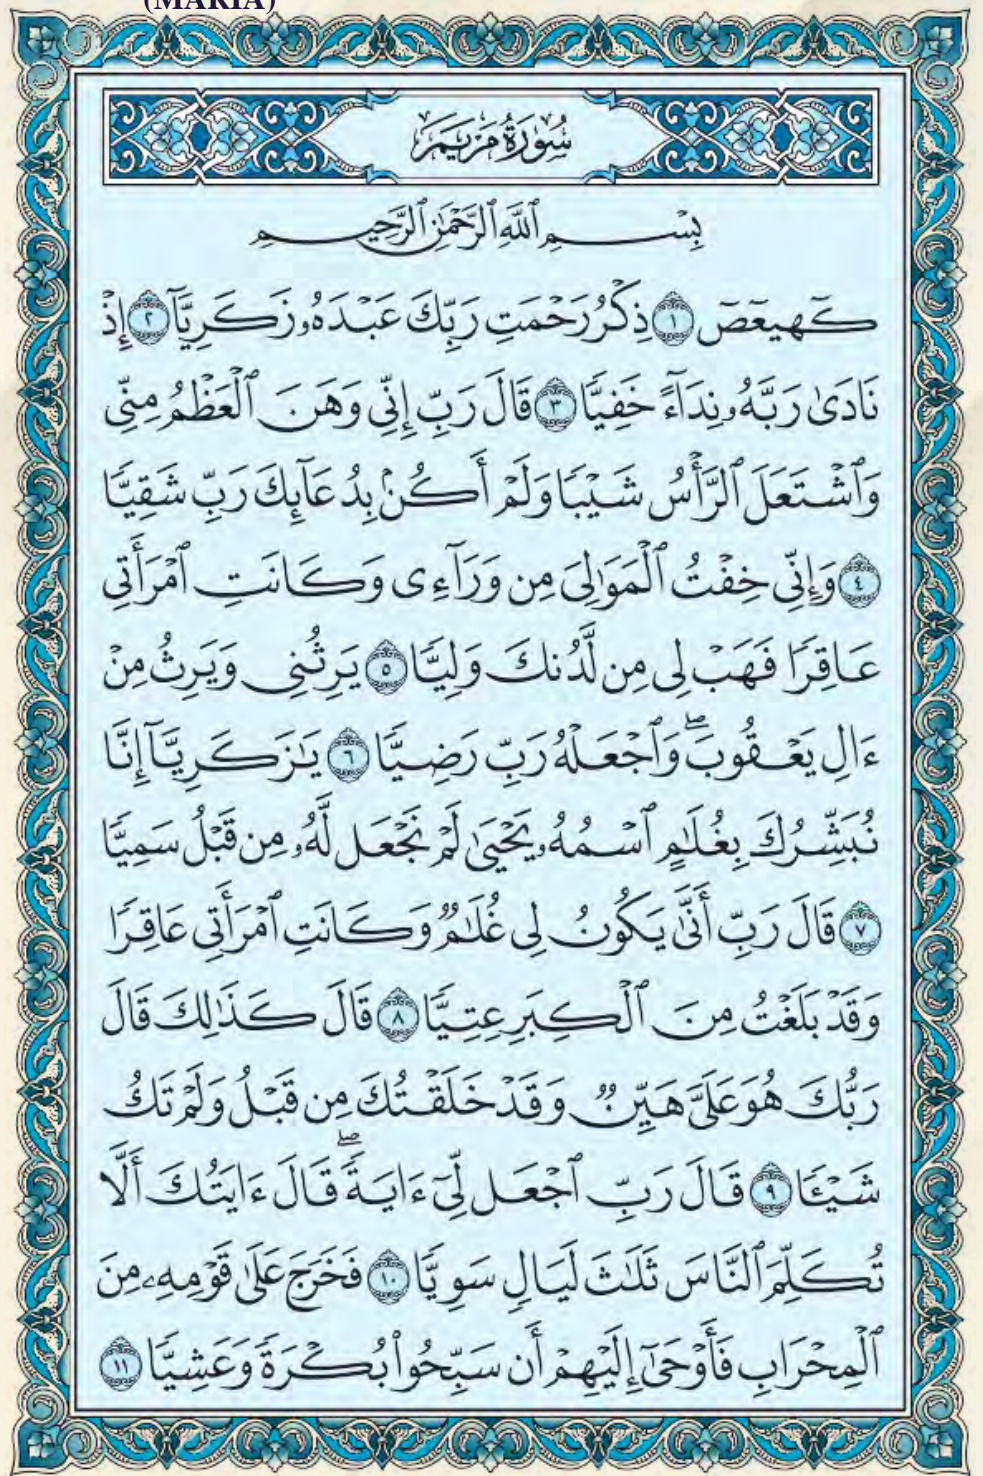 (MARIA)
سُورَةُ مَرْيَمَ
بِسْمِ ٱللَّهِ ٱلرَّحْمَٰنِ ٱلرَّحِيمِ
كٓهيعٓصٓ ١ ذِكْرُ رَحْمَتِ رَبِّكَ عَبْدَهُۥ زَكَرِيَّآ ٢ إِذْ
نَادَىٰ رَبَّهُۥ نِدَآءً خَفِيًّا ٣ قَالَ رَبِّ إِنِّى وَهَنَ ٱلْعَظْمُ مِنِّى
وَٱشْتَعَلَ ٱلرَّأْسُ شَيْبًا وَلَمْ أَكُنۢ بِدُعَآئِكَ رَبِّ شَقِيًّا
٤ وَإِنِّى خِفْتُ ٱلْمَوَٰلِىَ مِن وَرَآءِى وَكَانَتِ ٱمْرَأَتِى
عَاقِرًا فَهَبْ لِى مِن لَّدُنكَ وَلِيًّا ٥ يَرِثُنِى وَيَرِثُ مِنْ
ءَالِ يَعْقُوبَۖ وَٱجْعَلْهُ رَبِّ رَضِيًّا ٦ يَٰزَكَرِيَّآ إِنَّا
نُبَشِّرُكَ بِغُلَٰمٍ ٱسْمُهُۥ يَحْيَىٰ لَمْ نَجْعَل لَّهُۥ مِن قَبْلُ سَمِيًّا
٧ قَالَ رَبِّ أَنَّىٰ يَكُونُ لِى غُلَٰمٌ وَكَانَتِ ٱمْرَأَتِى عَاقِرًا
وَقَدْ بَلَغْتُ مِنَ ٱلْكِبَرِ عِتِيًّا ٨ قَالَ كَذَٰلِكَ قَالَ
رَبُّكَ هُوَ عَلَىَّ هَيِّنٌ وَقَدْ خَلَقْتُكَ مِن قَبْلُ وَلَمْ تَكُ
شَيْـًٔا ٩ قَالَ رَبِّ ٱجْعَل لِّىٓ ءَايَةًۖ قَالَ ءَايَتُكَ أَلَّا
تُكَلِّمَ ٱلنَّاسَ ثَلَٰثَ لَيَالٍ سَوِيًّا ١٠ فَخَرَجَ عَلَىٰ قَوْمِهِۦ مِنَ
ٱلْمِحْرَابِ فَأَوْحَىٰٓ إِلَيْهِمْ أَن سَبِّحُوا۟ بُكْرَةً وَعَشِيًّا ١١